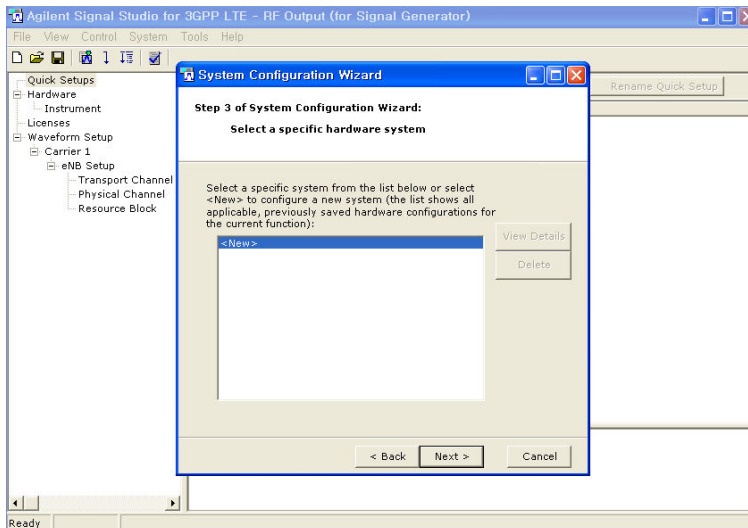 Agilent Signal Studio for 3GPP LTE - RF Output (for Signal Generator)
File View Control System Tools Help
Quick Setups
Hardware
Instrument
Licenses
Waveform Setup
Carrier 1
eNB Setup
Transport Channel
Physical Channel
Resource Block
Rename Quick Setup
System Configuration Wizard
Step 3 of System Configuration Wizard:
Select a specific hardware system
Select a specific system from the list below or select
<New> to configure a new system (the list shows all
applicable, previously saved hardware configurations for
the current function):
<New>
View Details
Delete
< Back Next > Cancel
Ready